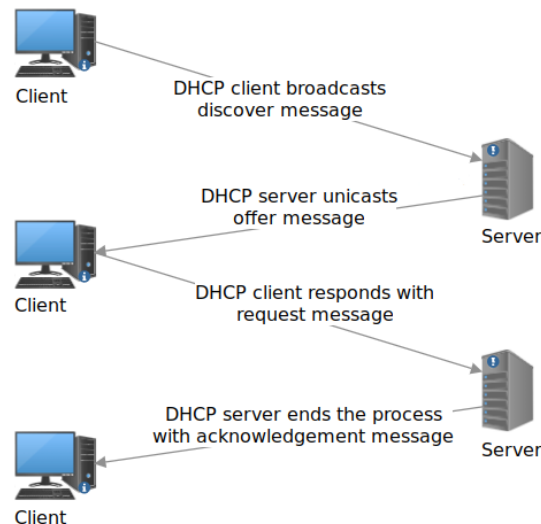 Client
DHCP client broadcasts
discover message
DHCP server unicasts
offer message
Server
Client
DHCP client responds with
request message
DHCP server ends the process
with acknowledgement message
Server
Client